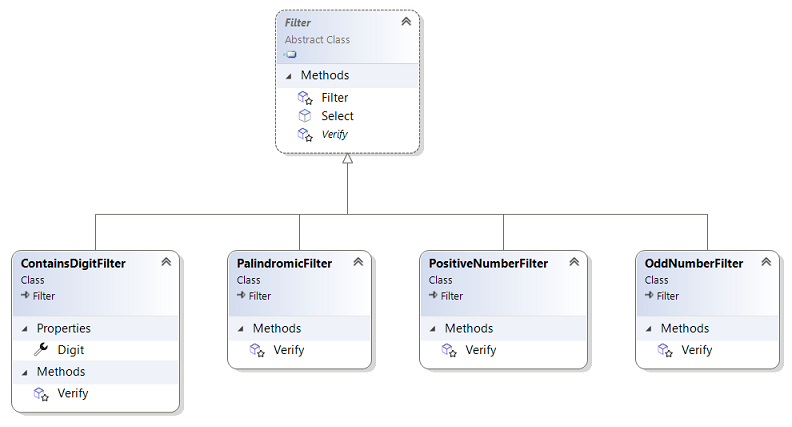 Filter
Abstract Class
Methods
Filter
Select
Verify
ContainsDigitFilter
Class
Filter
Properties
Digit
Methods
Verify
PalindromicFilter
Class
Filter
Methods
Verify
PositiveNumberFilter
Class
Filter
Methods
Verify
OddNumberFilter
Class
Filter
Methods
Verify